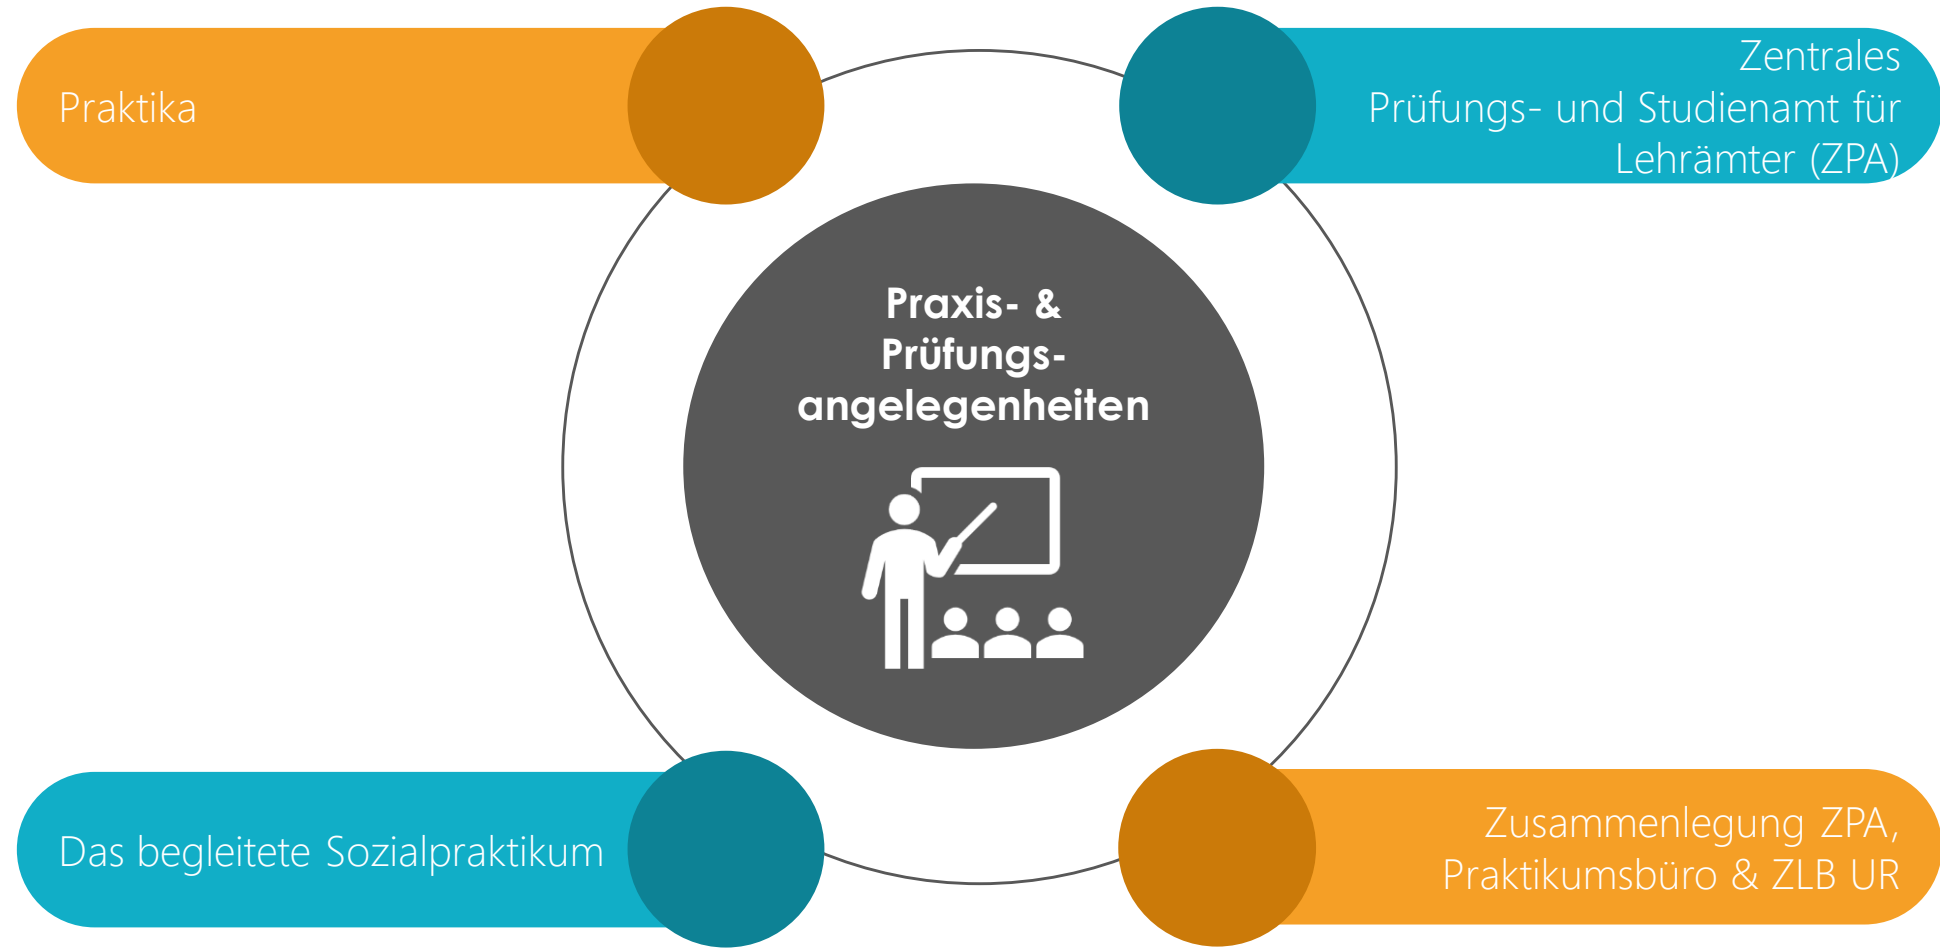 Praktika
Zentrales
Prüfungs- und Studienamt für
Lehrämter (ZPA)
Praxis- &
Prüfungs-
angelegenheiten
Das begleitete Sozialpraktikum
Zusammenlegung ZPA,
Praktikumsbüro & ZLB UR